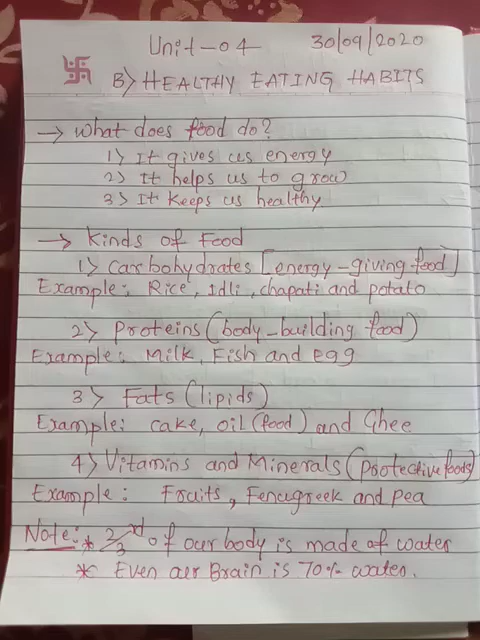 Unit-04 30/09/2020
卐 B> HEALTHY EATING HABITS
→ What does food do?
1> It gives us energy
2> It helps us to grow
3> It keeps us healthy
→ Kinds of Food
1> Carbohydrates [energy-giving food]
Example: Rice, Idli, chapati and potato
2> Proteins (body-building food)
Example: Milk, Fish and Egg
3> Fats (lipids)
Example: cake, oil (food) and Ghee
4> Vitamins and Minerals (protective foods)
Example: Fruits, Fenugreek and pea
Note: * 2/3rd of our body is made of water
* Even our Brain is 70% water.